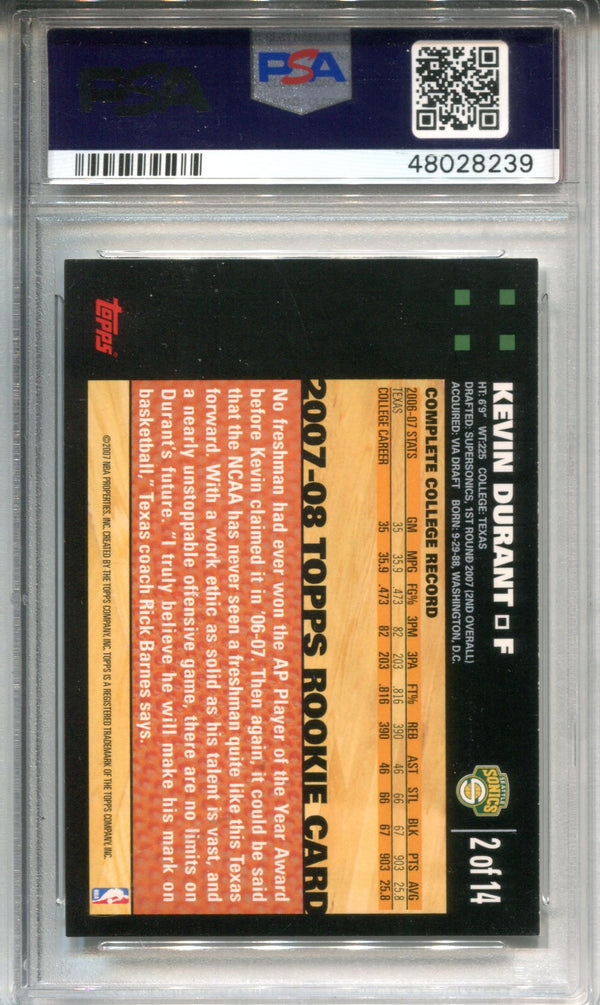 PSA
PSA
48028239
KEVIN DURANT □ F
HT: 6'9" WT:225 COLLEGE: TEXAS
DRAFTED: SUPERSONICS, 1ST ROUND 2007 (2ND OVERALL)
ACQUIRED: VIA DRAFT BORN: 9-29-88, WASHINGTON, D.C.
SEATTLE
SONICS
2 of 14
COMPLETE COLLEGE RECORD
2006-07 STATS GM MPG FG% 3PM 3PA FT% REB AST STL BLK PTS AVG
TEXAS 35 35.9 .473 82 203 .816 390 46 66 67 903 25.8
COLLEGE CAREER 35 35.9 .473 82 203 .816 390 46 66 67 903 25.8
2007-08 TOPPS ROOKIE CARD
No freshman had ever won the AP Player of the Year Award
before Kevin claimed it in '06-07. Then again, it could be said
that the NCAA has never seen a freshman quite like this Texas
forward. With a work ethic as solid as his talent is vast, and
a nearly unstoppable offensive game, there are no limits on
Durant's future. "I truly believe he will make his mark on
basketball," Texas coach Rick Barnes says.
©2007 NBA PROPERTIES, INC. CREATED BY THE TOPPS COMPANY, INC. TOPPS IS A REGISTERED TRADEMARK OF THE TOPPS COMPANY, INC.
topps